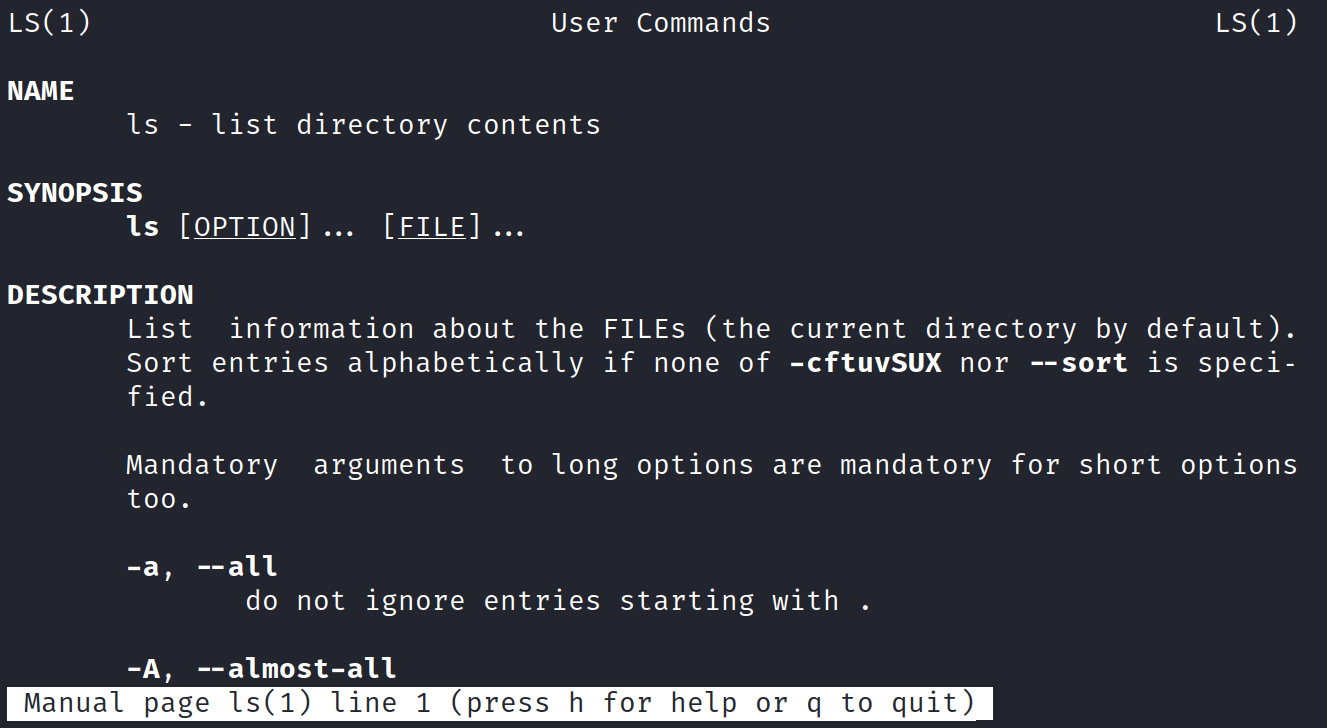 LS(1) User Commands LS(1)
NAME
ls - list directory contents
SYNOPSIS
ls [OPTION]... [FILE]...
DESCRIPTION
List  information about the FILEs (the current directory by default).
Sort entries alphabetically if none of -cftuvSUX nor --sort is speci-
fied.
Mandatory  arguments  to long options are mandatory for short options
too.
-a, --all
do not ignore entries starting with .
-A, --almost-all
Manual page ls(1) line 1 (press h for help or q to quit)